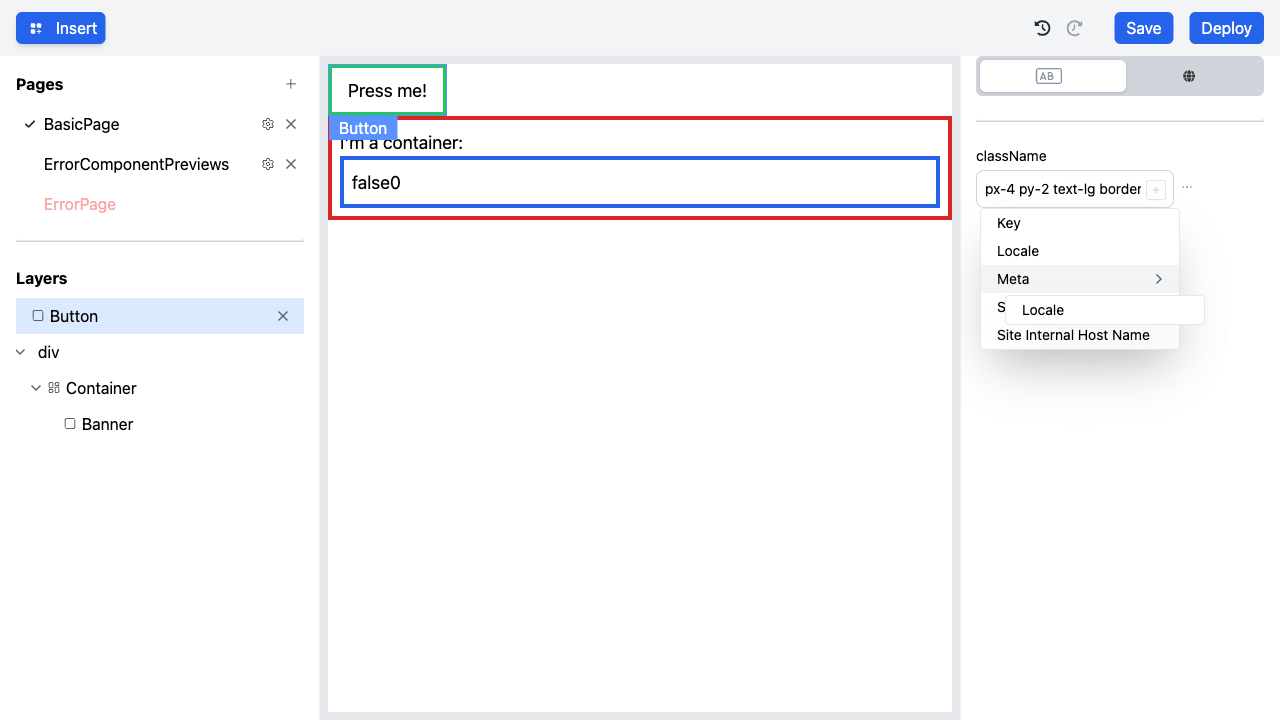 Insert
Save
Deploy
Pages
BasicPage
ErrorComponentPreviews
ErrorPage
Layers
Button
div
Container
Banner
Press me!
Button
I'm a container:
false0
AB
className
px-4 py-2 text-lg border
Key
Locale
Meta
S
Locale
Site Internal Host Name